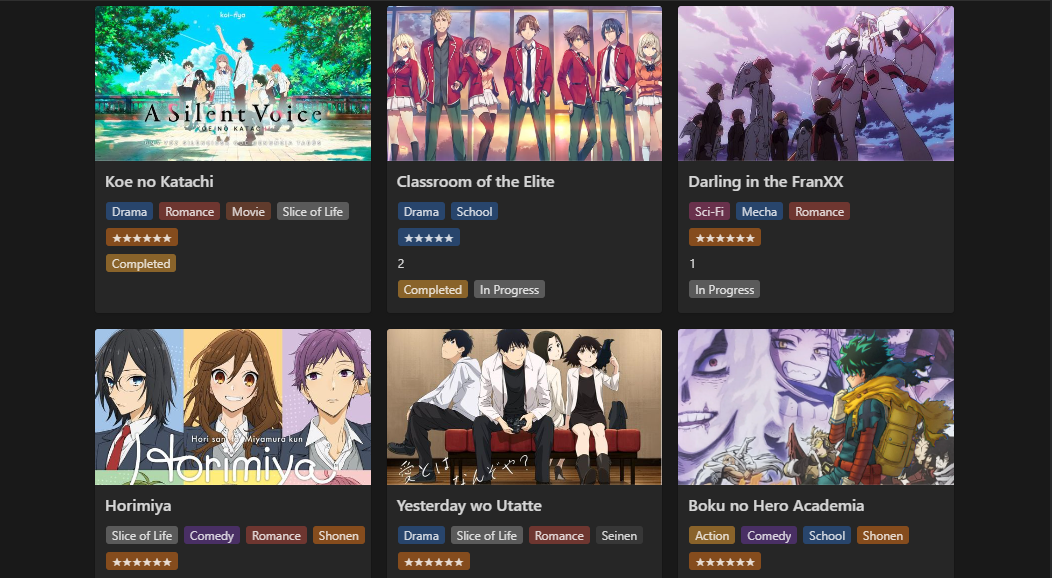 koi-ñya
A Silent Voice
KOE NO KATACHI
Koe no Katachi
Drama Romance Movie Slice of Life
★★★★★★
Completed
Classroom of the Elite
Drama School
★★★★★
2
Completed In Progress
Darling in the FranXX
Sci-Fi Mecha Romance
★★★★★★
1
In Progress
Hori san to Miyamura kun
Horimiya
Horimiya
Slice of Life Comedy Romance Shonen
★★★★★★
愛とはなんぞや?
Yesterday wo Utatte
Drama Slice of Life Romance Seinen
★★★★★★
Boku no Hero Academia
Action Comedy School Shonen
★★★★★★